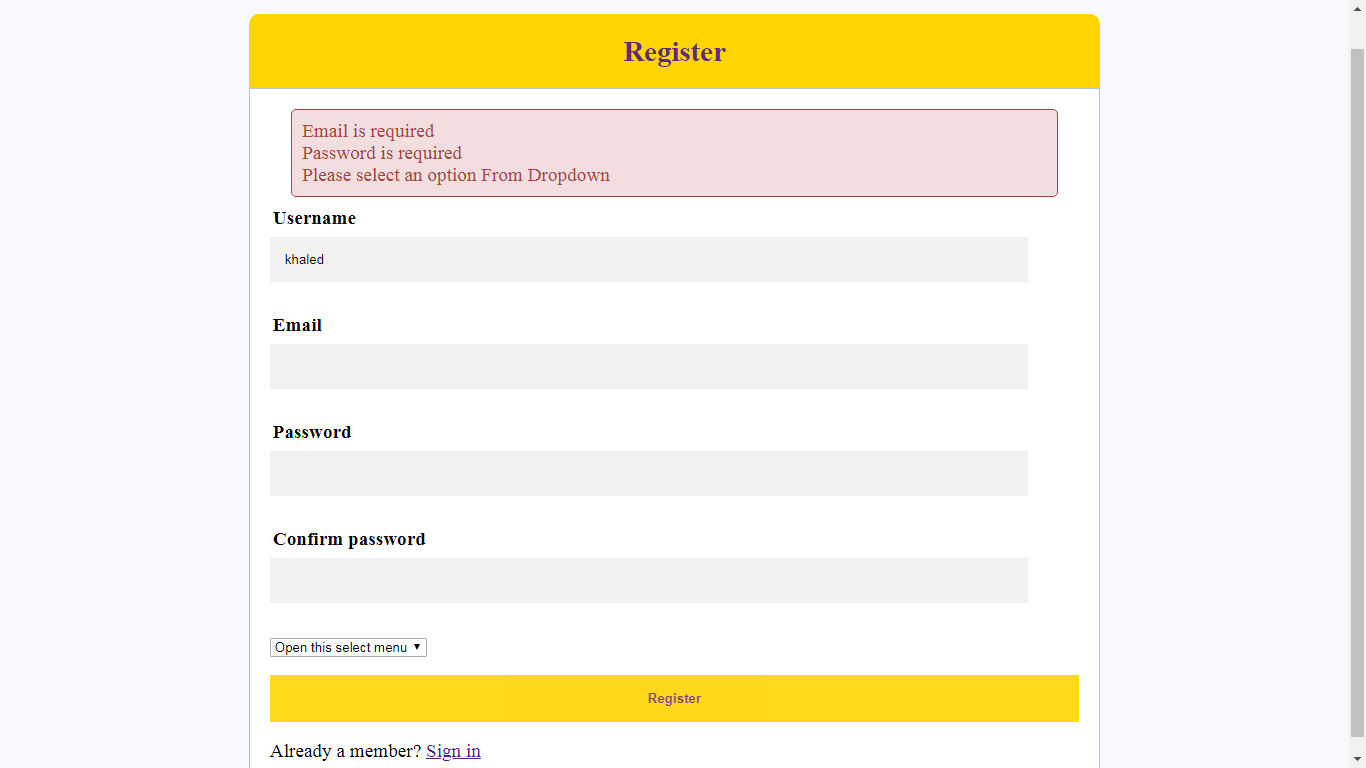 Register
Email is required
Password is required
Please select an option From Dropdown
Username
khaled
Email
Password
Confirm password
Open this select menu
Register
Already a member? Sign in